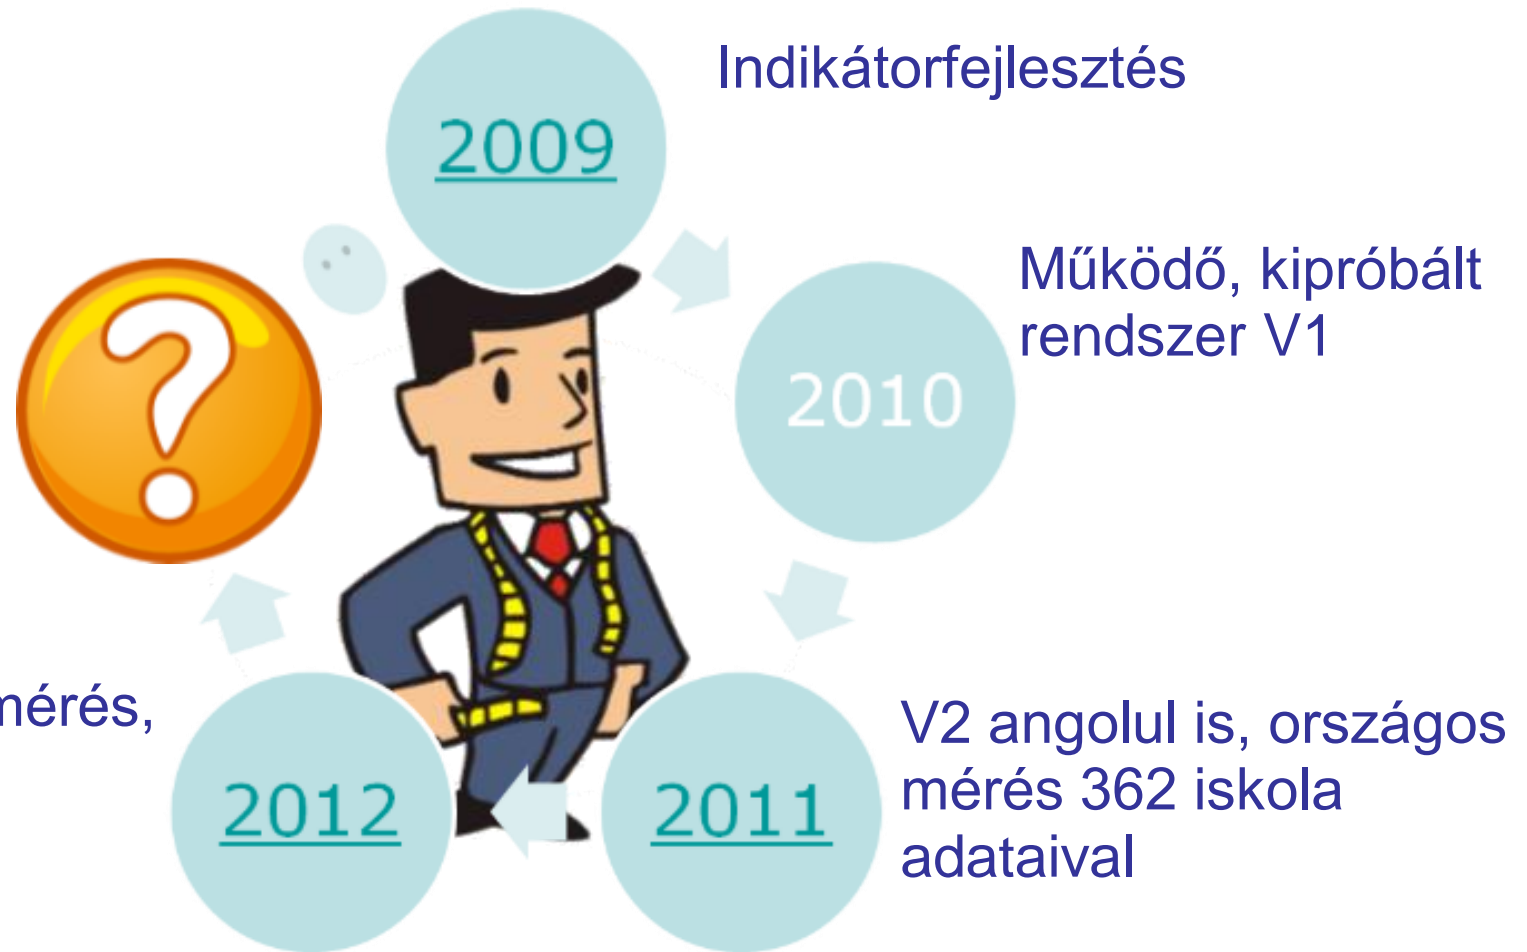 Indikátorfejlesztés
2009
Működő, kipróbált
rendszer V1
2010
V2 angolul is, országos
mérés 362 iskola
adataival
2011
mérés,
2012
?